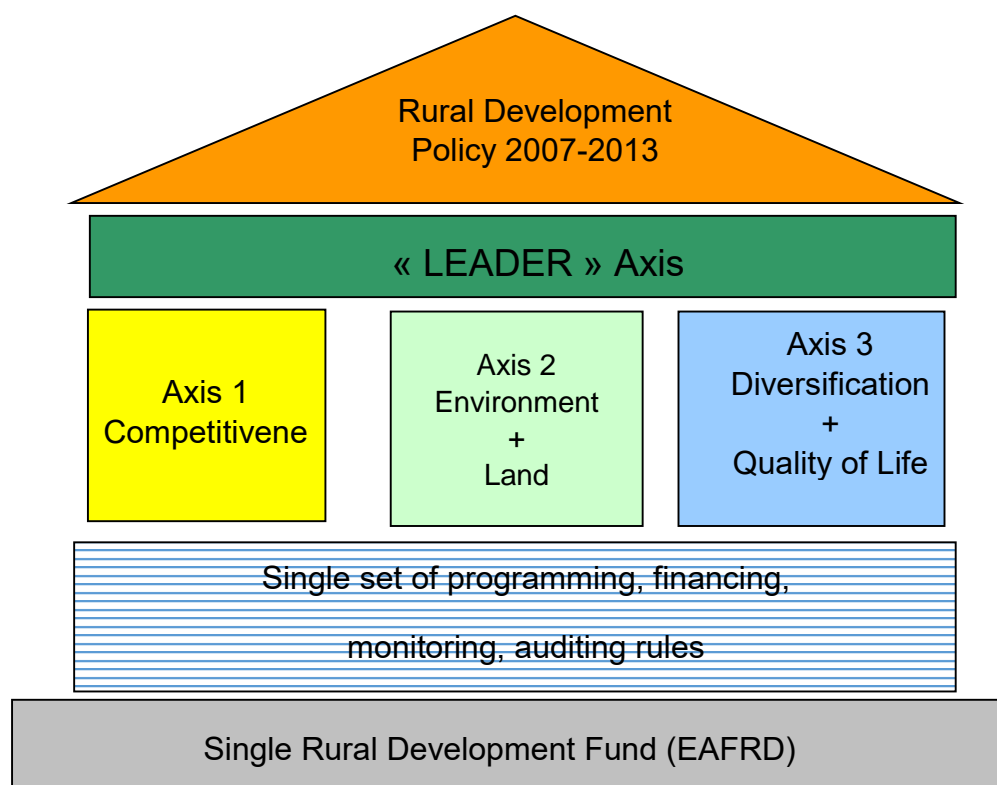 Rural Development
Policy 2007-2013
« LEADER » Axis
Axis 1
Competitivene
Axis 2
Environment
+
Land
Axis 3
Diversification
+
Quality of Life
Single set of programming, financing,
monitoring, auditing rules
Single Rural Development Fund (EAFRD)